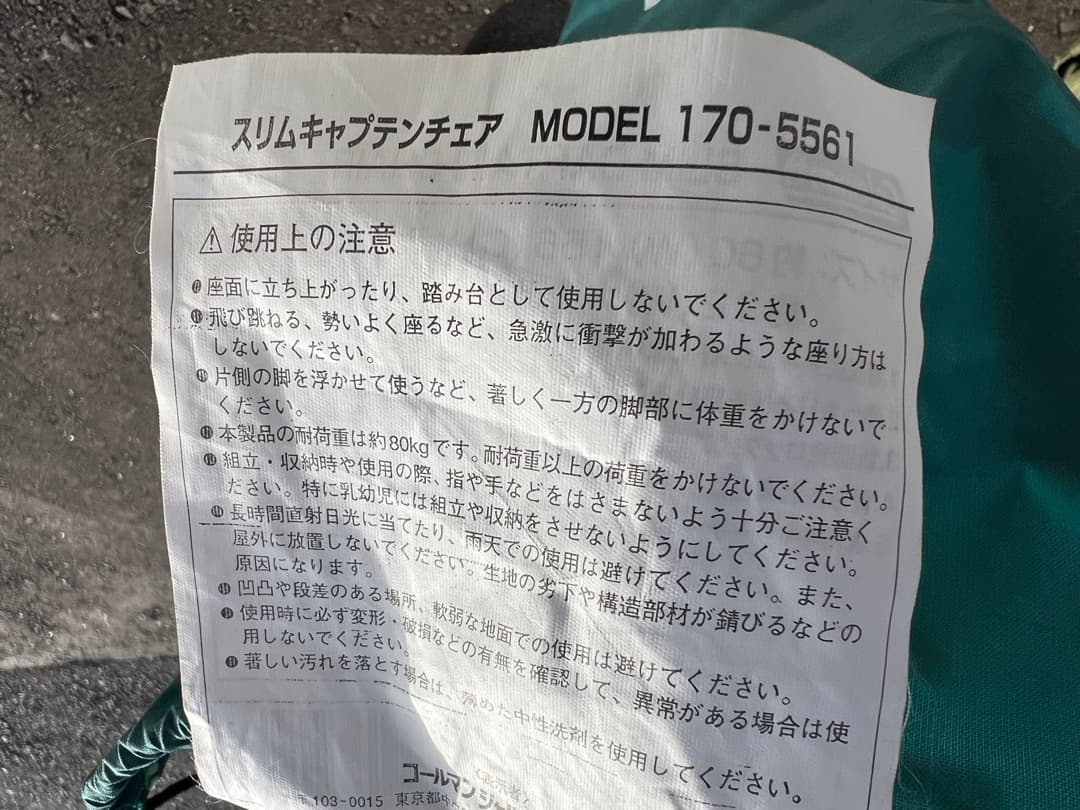 スリムキャプテンチェア MODEL 170-5561
⚠使用上の注意
●座面に立ち上がったり、踏み台として使用しないでください。
●飛び跳ねる、勢いよく座るなど、急激に衝撃が加わるような座り方は
しないでください。
●片側の脚を浮かせて使うなど、著しく一方の脚部に体重をかけないで
ください。
●本製品の耐荷重は約80kgです。耐荷重以上の荷重をかけないでください。
●組立・収納時や使用の際、指や手などをはさまないよう十分ご注意く
ださい。特に乳幼児には組立や収納をさせないようにしてください。
●長時間直射日光に当てたり、雨天での使用は避けてください。また、
屋外に放置しないでください。生地の劣下や構造部材が錆びるなどの
原因になります。
●凹凸や段差のある場所、軟弱な地面での使用は避けてください。
●使用時に必ず変形・破損などの有無を確認して、異常がある場合は使
用しないでください。
●著しい汚れを落とす場合は、薄めた中性洗剤を使用してください。
コールマンジャ
〒103-0015 東京都中